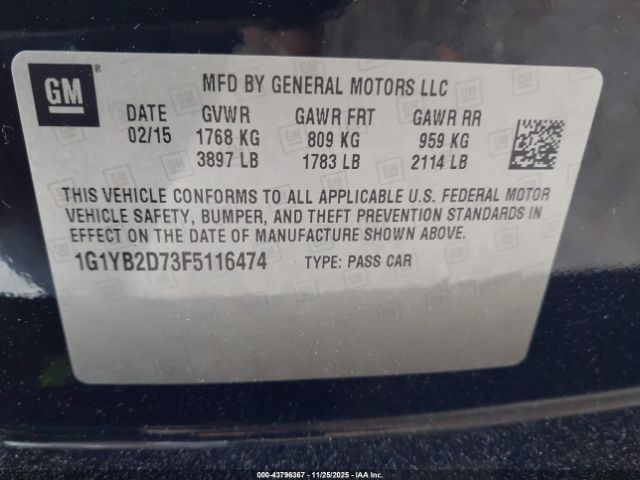 GM®
MFD BY GENERAL MOTORS LLC
DATE GVWR GAWR FRT GAWR RR
02/15 1768 KG 809 KG 959 KG
3897 LB 1783 LB 2114 LB
THIS VEHICLE CONFORMS TO ALL APPLICABLE U.S. FEDERAL MOTOR
VEHICLE SAFETY, BUMPER, AND THEFT PREVENTION STANDARDS IN
EFFECT ON THE DATE OF MANUFACTURE SHOWN ABOVE.
1G1YB2D73F5116474 TYPE: PASS CAR
000-43796367 - 11/25/2025 - IAA, Inc.